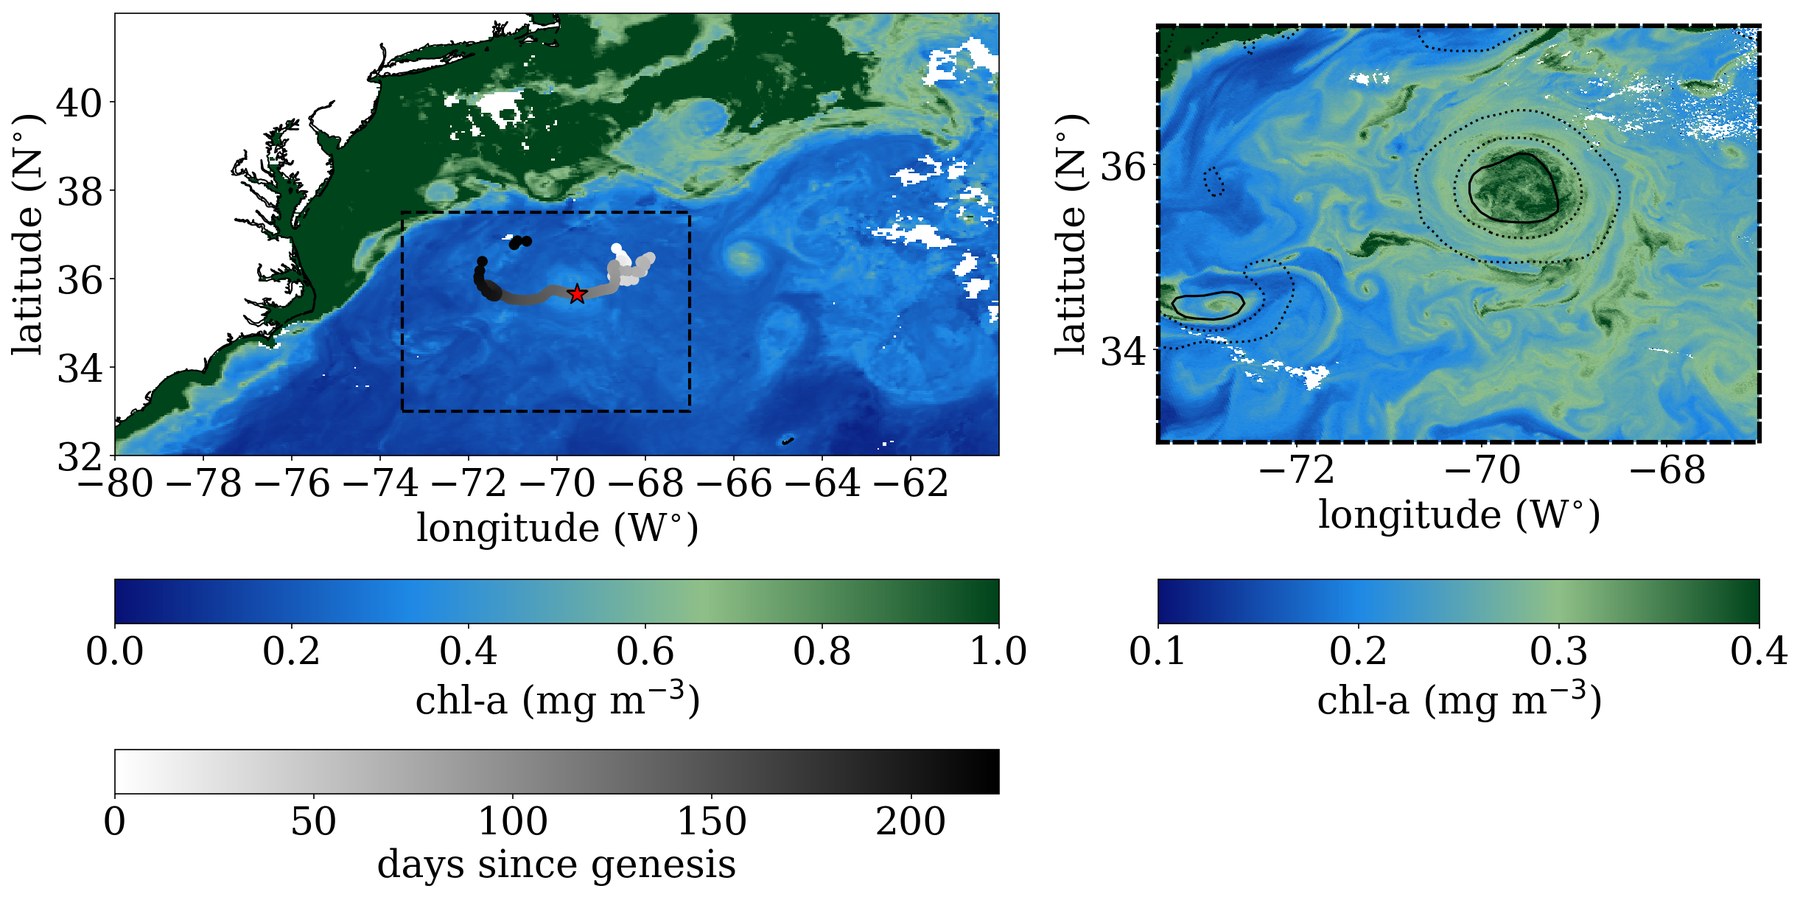 40
38
36
34
32
latitude (N°)
−80 −78 −76 −74 −72 −70 −68 −66 −64 −62
longitude (W°)
0.0 0.2 0.4 0.6 0.8 1.0
chl-a (mg m⁻³)
0 50 100 150 200
days since genesis
36
34
latitude (N°)
−72 −70 −68
longitude (W°)
0.1 0.2 0.3 0.4
chl-a (mg m⁻³)